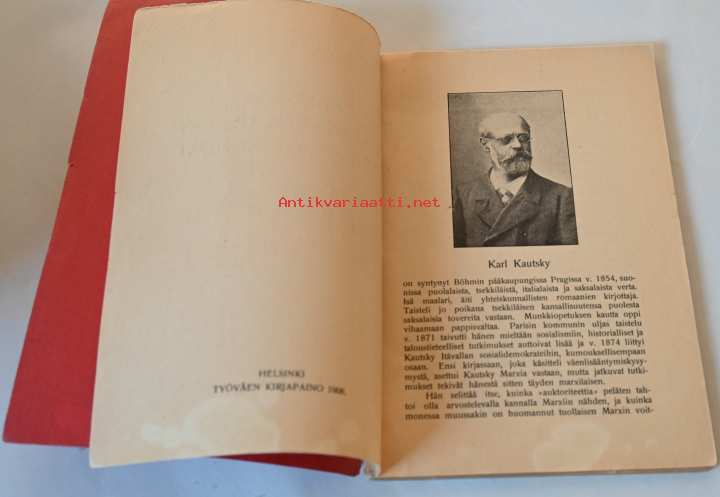 HELSINKI
TYÖVÄEN KIRJAPAINO 1908.
Antikvariaatti.net
Karl Kautsky
on syntynyt Böhmin pääkaupungissa Pragissa v. 1854, suo-
nissa puolalaista, tsekkiläistä, italialaista ja saksalaista verta.
Isä maalari, äiti yhteiskunnallisten romaanien kirjottaja.
Taisteli jo poikana tsekkiläisen kansallisuutensa puolesta
saksalaisia tovereita vastaan. Munkkiopetuksen kautta oppi
vihaamaan pappisvaltaa. Parisin kommunin uljas taistelu
v. 1871 taivutti hänen mieltään sosialismiin, historialliset ja
taloustieteelliset tutkimukset auttoivat lisää ja v. 1874 liittyi
Kautsky Itävallan sosialidemokrateihin, kumouksellisempaan
osaan. Ensi kirjassaan, joka käsitteli väenlisääntymiskysy-
mystä, asettui Kautsky Marxia vastaan, mutta jatkuvat tutki-
mukset tekivät hänestä sitten täyden marxilaisen.
Hän selittää itse, kuinka »auktoriteettia» peläten tah-
toi olla arvostelevalla kannalla Marxiin nähden, ja kuinka
monessa muussakin on huomannut tuollaisen Marxin voit-